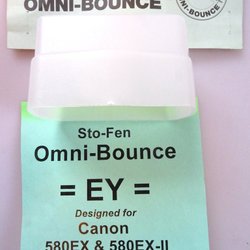 OMNI-BOUNCE
OMNI-BOUNCE
Sto-Fen
Omni-Bounce
= EY =
Designed for
Canon
580EX & 580EX-II